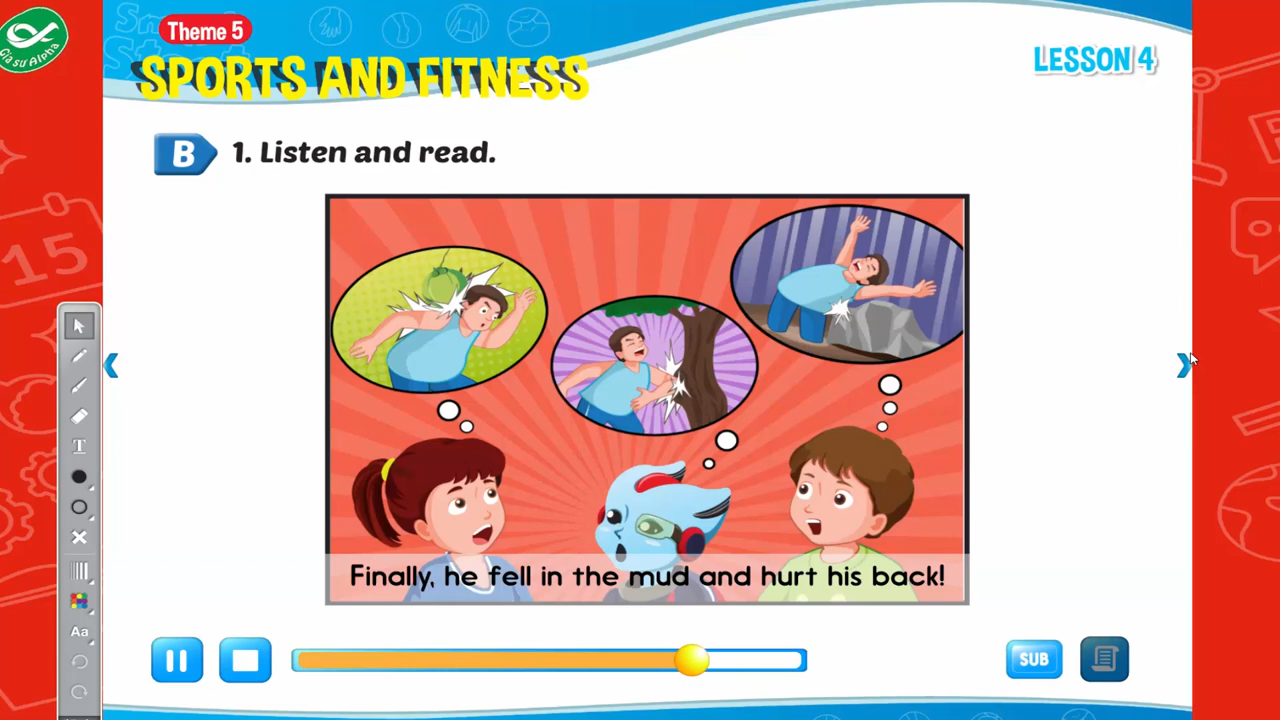 Gia sư Alpha
Theme 5
SPORTS AND FITNESS
LESSON 4
B 1. Listen and read.
15
Finally, he fell in the mud and hurt his back!
T
Aa
SUB